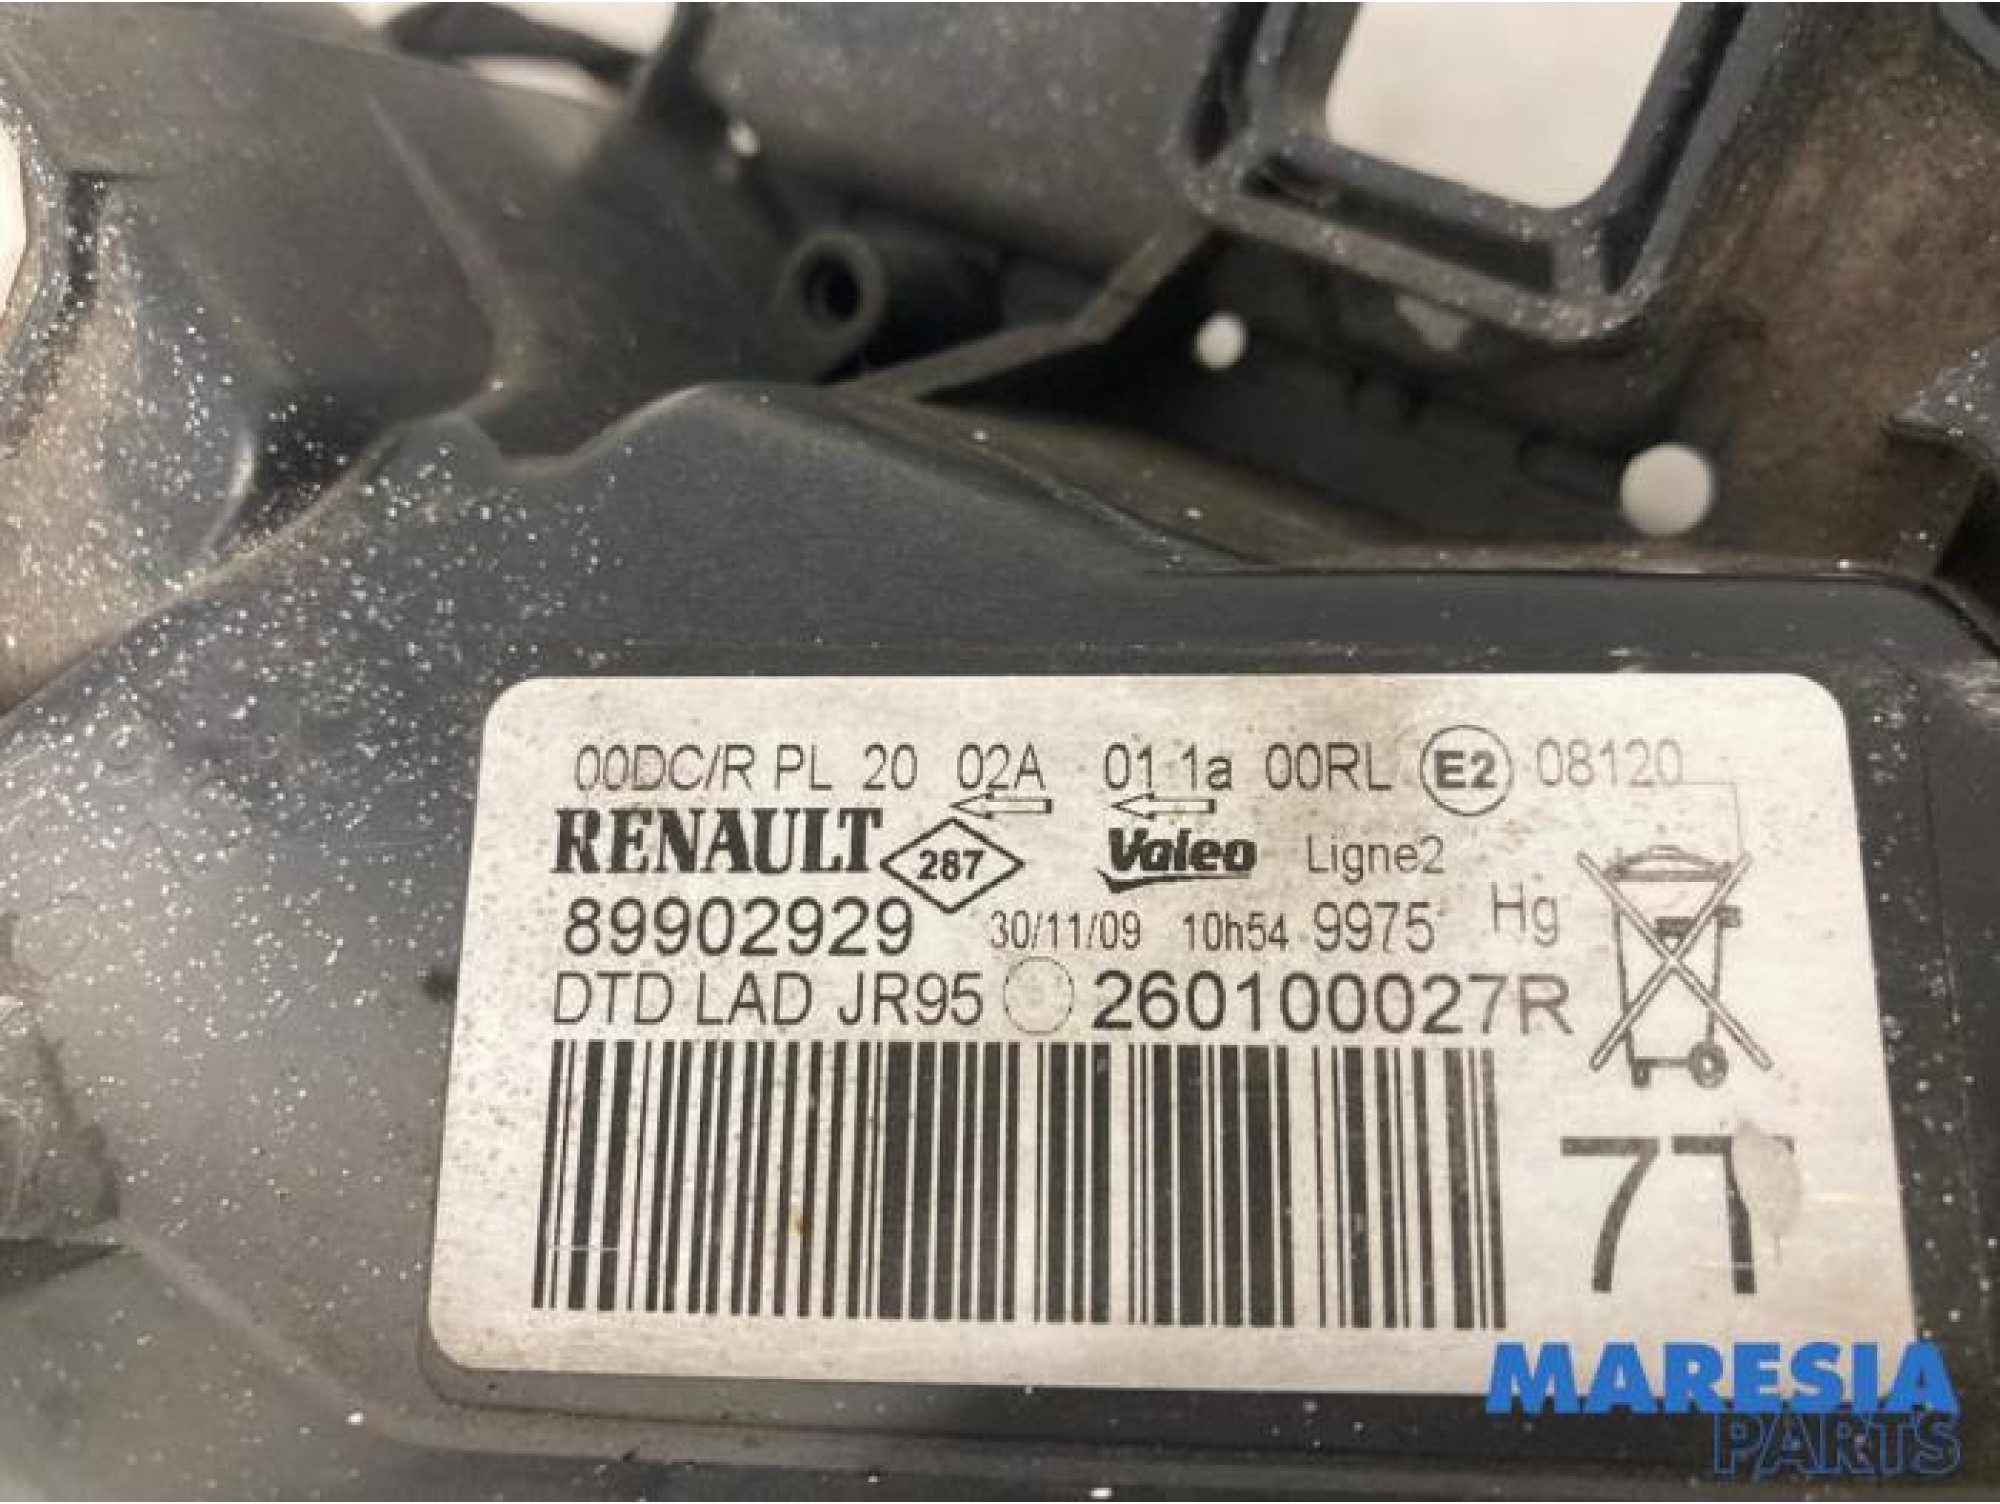 00DC/R PL 20 02A 01 1a 00RL E2 08120
RENAULT 287 Valeo Ligne2
89902929 30/11/09 10h54 9975 Hg
DTD LAD JR95 260100027R
77
MARESIA
PARTS